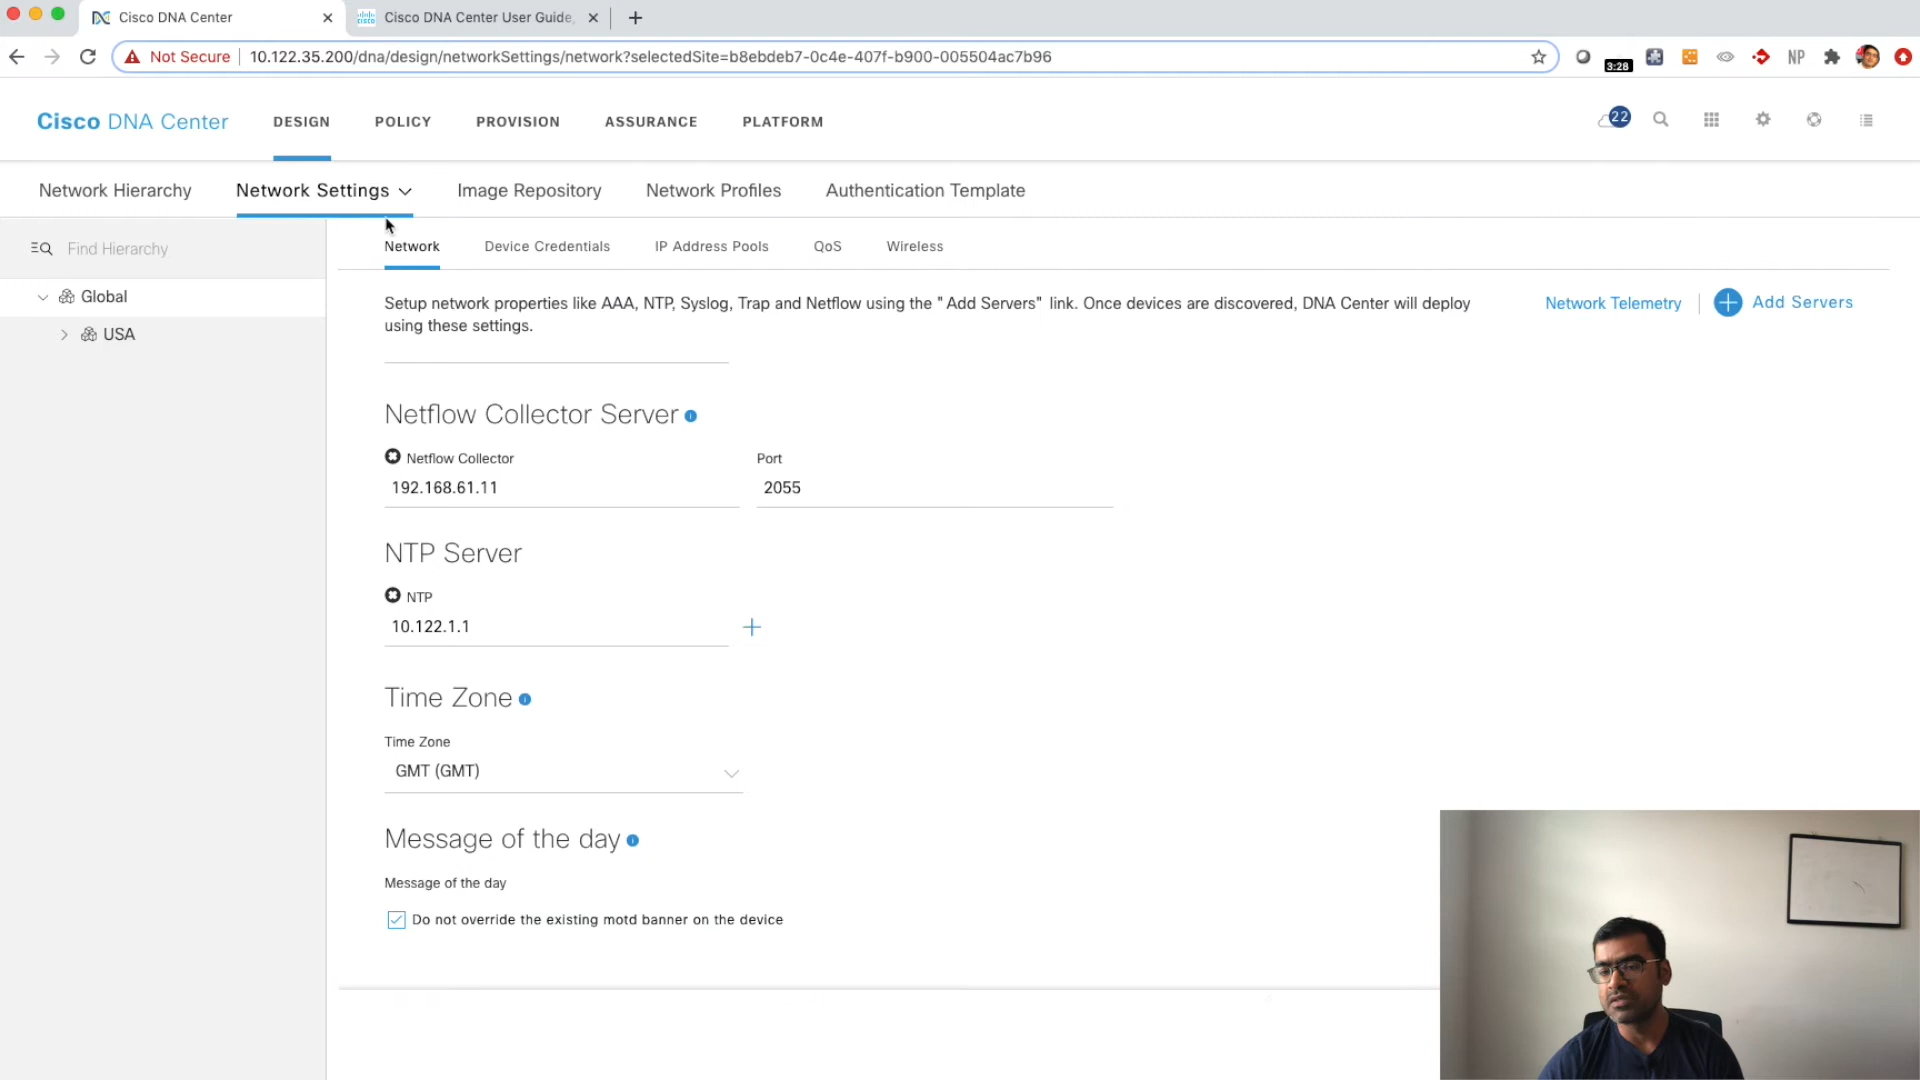 Cisco DNA Center
Cisco DNA Center User Guide,
Not Secure
10.122.35.200/dna/design/networkSettings/network?selectedSite=b8ebdeb7-0c4e-407f-b900-005504ac7b96
3:28
NP
Cisco DNA Center
DESIGN
POLICY
PROVISION
ASSURANCE
PLATFORM
22
Network Hierarchy
Network Settings
Image Repository
Network Profiles
Authentication Template
Find Hierarchy
Network
Device Credentials
IP Address Pools
QoS
Wireless
Global
USA
Setup network properties like AAA, NTP, Syslog, Trap and Netflow using the "Add Servers" link. Once devices are discovered, DNA Center will deploy
using these settings.
Network Telemetry
Add Servers
Netflow Collector Server
Netflow Collector
Port
192.168.61.11
2055
NTP Server
NTP
10.122.1.1
Time Zone
Time Zone
GMT (GMT)
Message of the day
Message of the day
Do not override the existing motd banner on the device